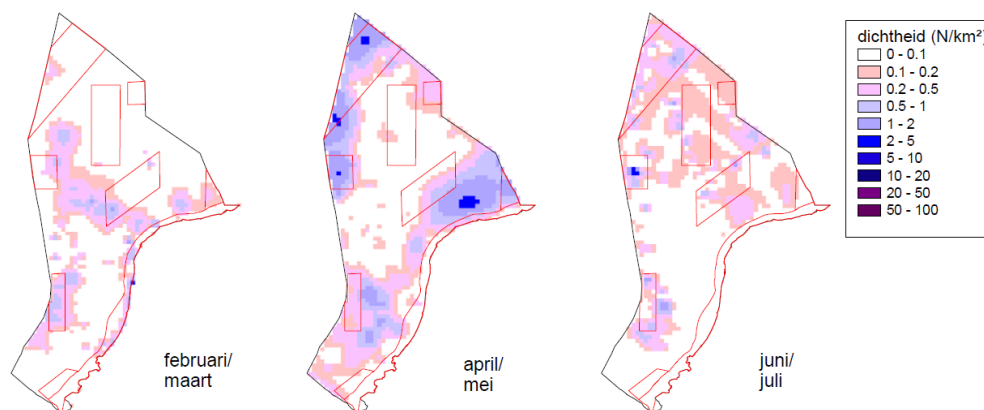 februari/
maart
april/
mei
juni/
juli
dichtheid (N/km²)
0 - 0.1
0.1 - 0.2
0.2 - 0.5
0.5 - 1
1 - 2
2 - 5
5 - 10
10 - 20
20 - 50
50 - 100